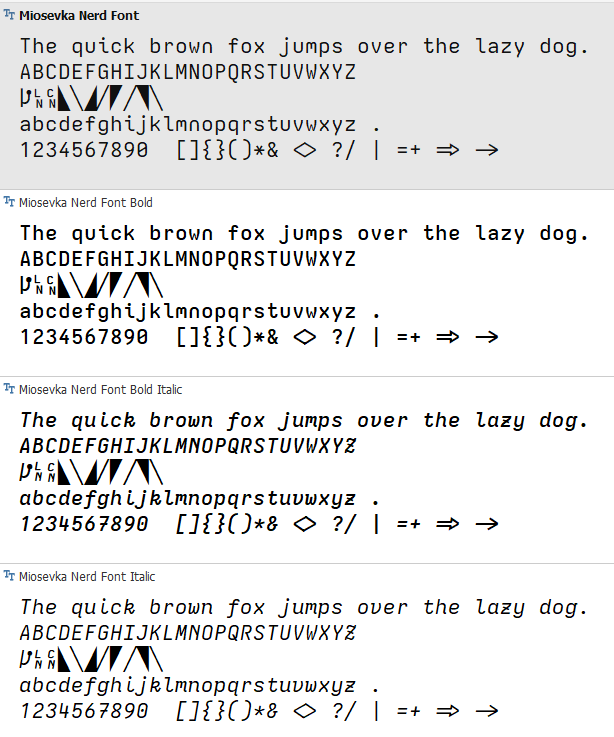 Miosevka Nerd Font
The quick brown fox jumps over the lazy dog.
ABCDEFGHIJKLMNOPQRSTUVWXYZ

abcdefghijklmnopqrstuvwxyz .
1234567890 []{}()*& <> ?/ | =+ => ->
Miosevka Nerd Font Bold
The quick brown fox jumps over the lazy dog.
ABCDEFGHIJKLMNOPQRSTUVWXYZ

abcdefghijklmnopqrstuvwxyz .
1234567890 []{}()*& <> ?/ | =+ => ->
Miosevka Nerd Font Bold Italic
The quick brown fox jumps over the lazy dog.
ABCDEFGHIJKLMNOPQRSTUVWXYZ

abcdefghijklmnopqrstuvwxyz .
1234567890 []{}()*& <> ?/ | =+ => ->
Miosevka Nerd Font Italic
The quick brown fox jumps over the lazy dog.
ABCDEFGHIJKLMNOPQRSTUVWXYZ

abcdefghijklmnopqrstuvwxyz .
1234567890 []{}()*& <> ?/ | =+ => ->